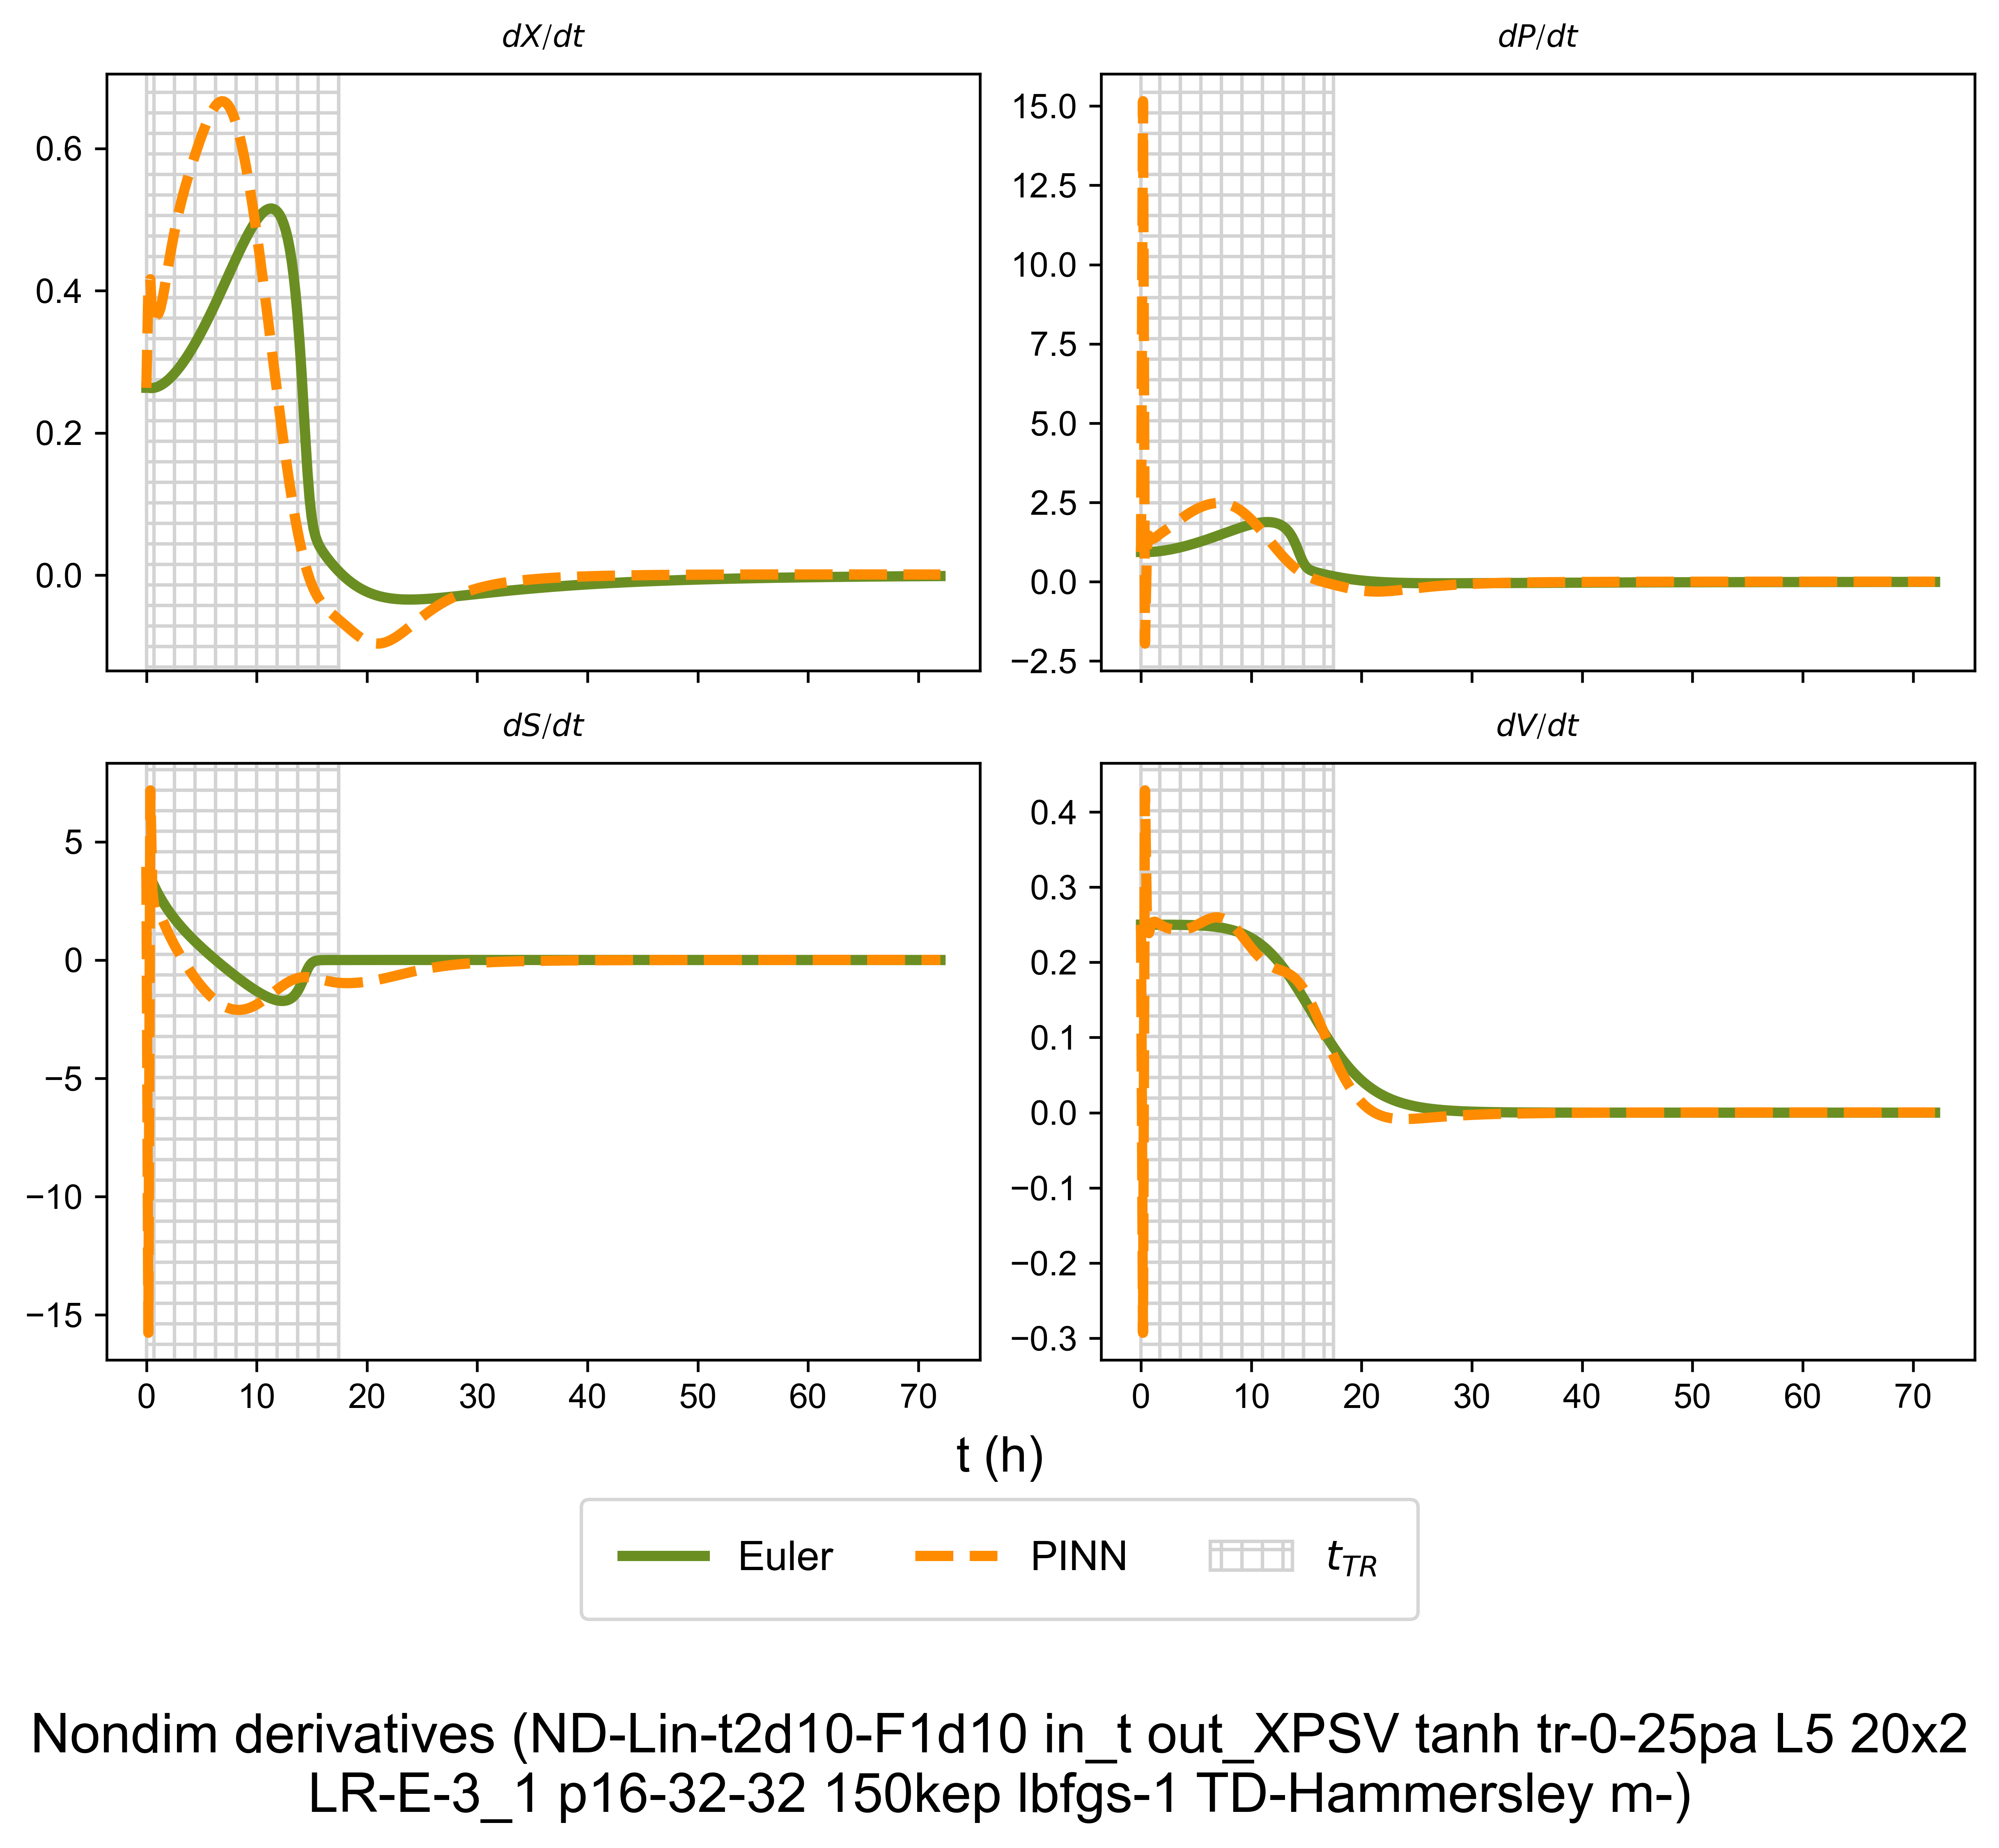 dX/dt
dP/dt
0.6
0.4
0.2
0.0
15.0
12.5
10.0
7.5
5.0
2.5
0.0
−2.5
dS/dt
dV/dt
5
0
−5
−10
−15
0.4
0.3
0.2
0.1
0.0
−0.1
−0.2
−0.3
0 10 20 30 40 50 60 70
0 10 20 30 40 50 60 70
t (h)
Euler PINN t_TR
Nondim derivatives (ND-Lin-t2d10-F1d10 in_t out_XPSV tanh tr-0-25pa L5 20x2
LR-E-3_1 p16-32-32 150kep lbfgs-1 TD-Hammersley m-)